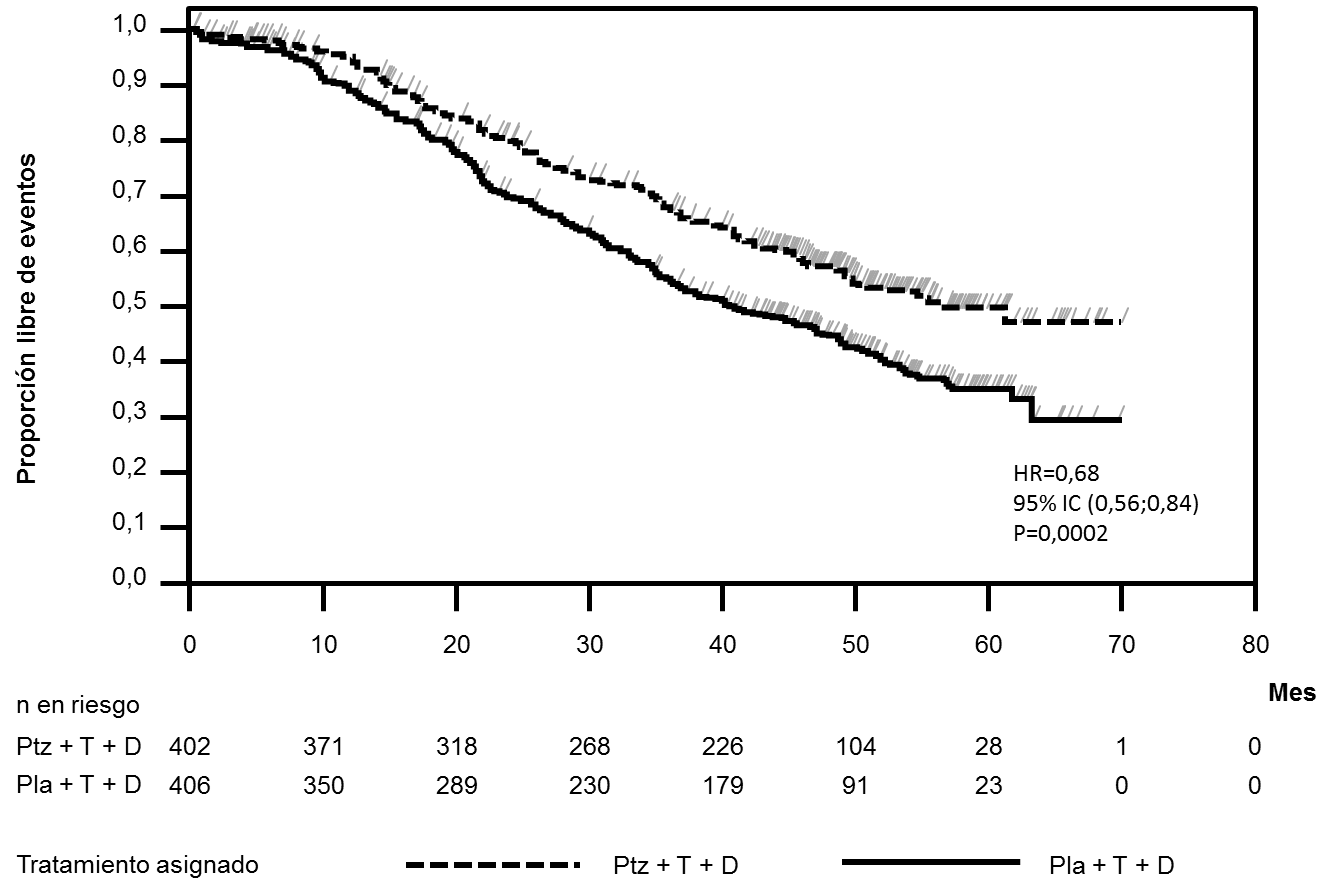 Proporción libre de eventos
1,0
0,9
0,8
0,7
0,6
0,5
0,4
0,3
0,2
0,1
0,0
HR=0,68
95% IC (0,56;0,84)
P=0,0002
0 10 20 30 40 50 60 70 80
Mes
n en riesgo
Ptz + T + D 402 371 318 268 226 104 28 1 0
Pla + T + D 406 350 289 230 179 91 23 0 0
Tratamiento asignado Ptz + T + D Pla + T + D